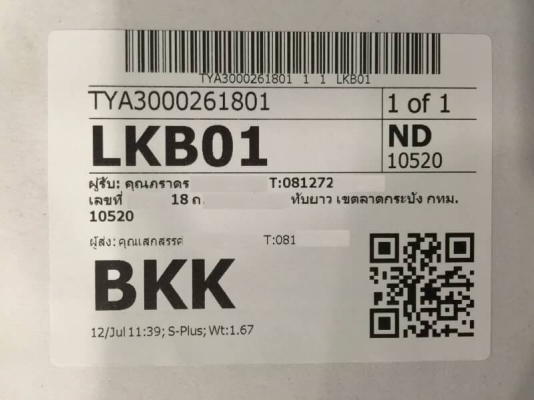 TYA3000261801 1 1 LKB01
TYA3000261801 1 of 1
LKB01 ND
10520
ผู้รับ: คุณภราดร T:081272
เลขที่ 18 ถ. ทับยาว เขตลาดกระบัง กทม.
10520
ผู้ส่ง: คุณเสกสรรค์ T:081
BKK
12/Jul 11:39; S-Plus; Wt:1.67